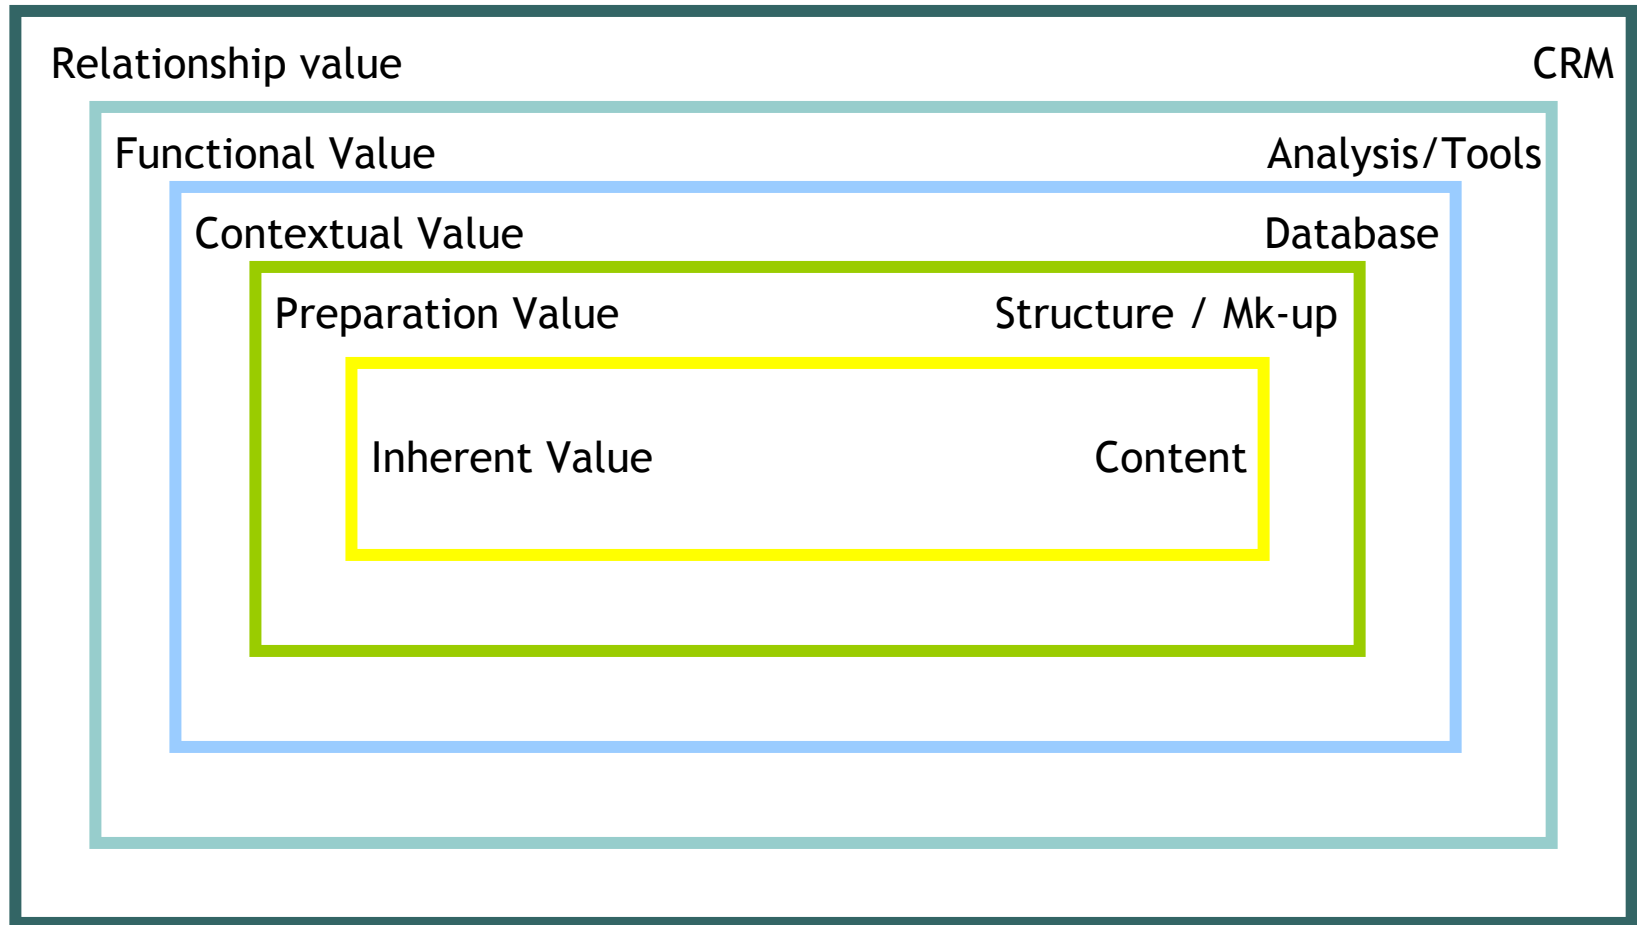 Relationship value CRM
Functional Value Analysis/Tools
Contextual Value Database
Preparation Value Structure / Mk-up
Inherent Value Content